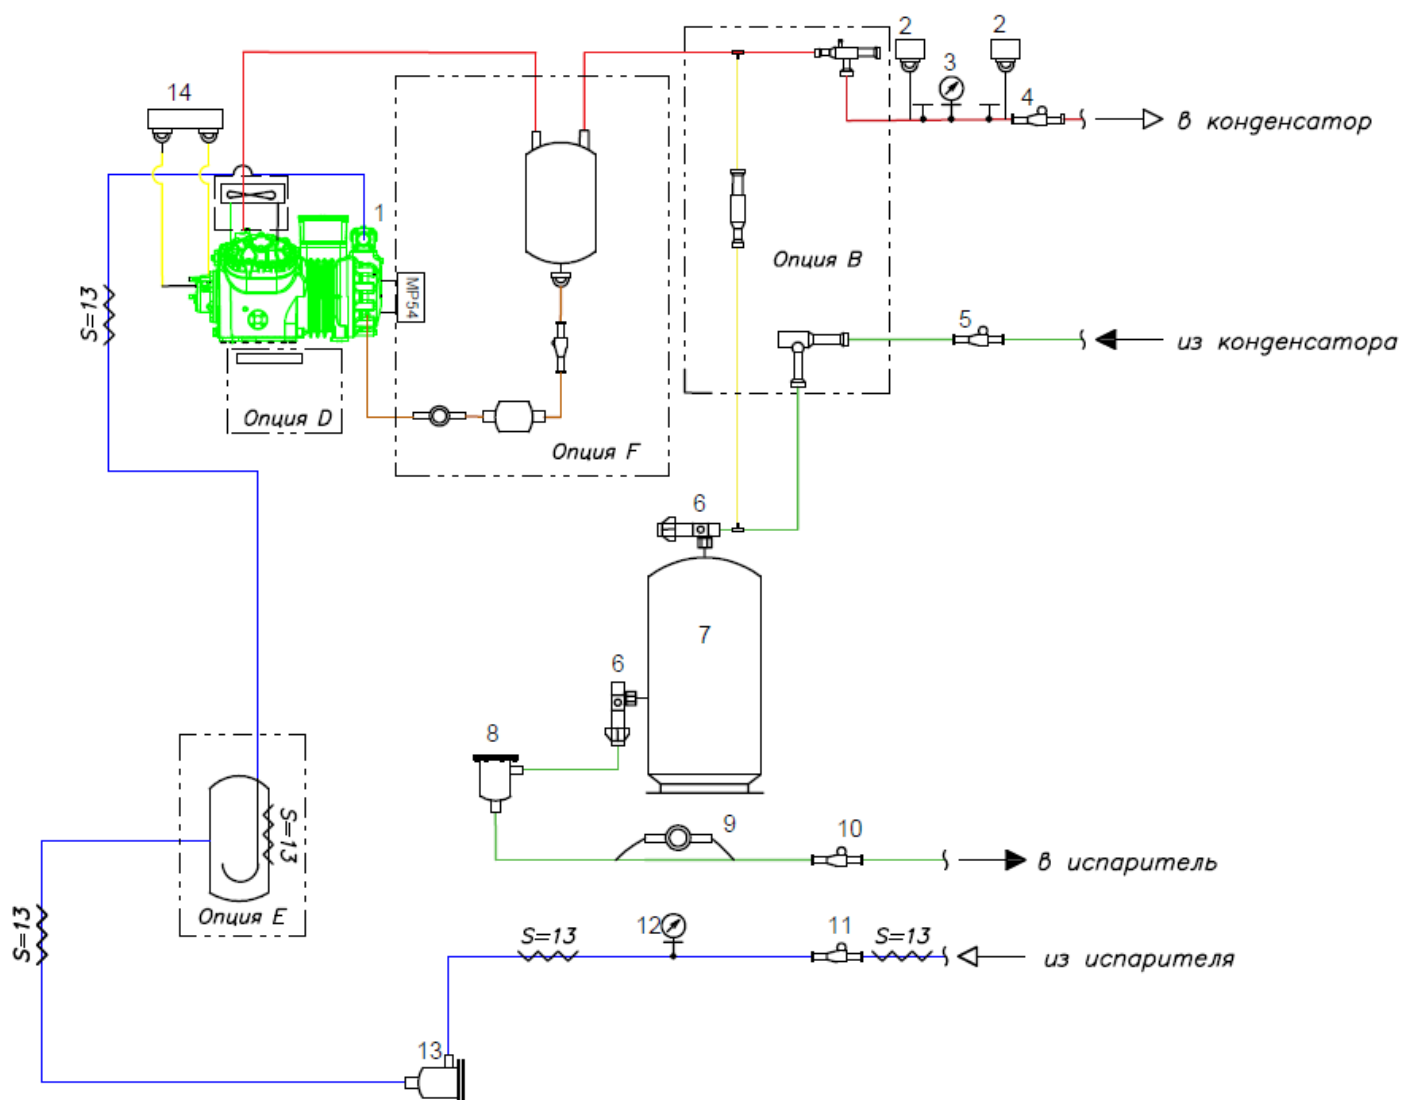 2
2
3
4
14
в конденсатор
1
Опция В
MP54
S=13
5
из конденсатора
Опция D
Опция F
6
7
6
8
S=13
9
10
в испаритель
Опция Е
S=13
12
11
S=13
S=13
из испарителя
13